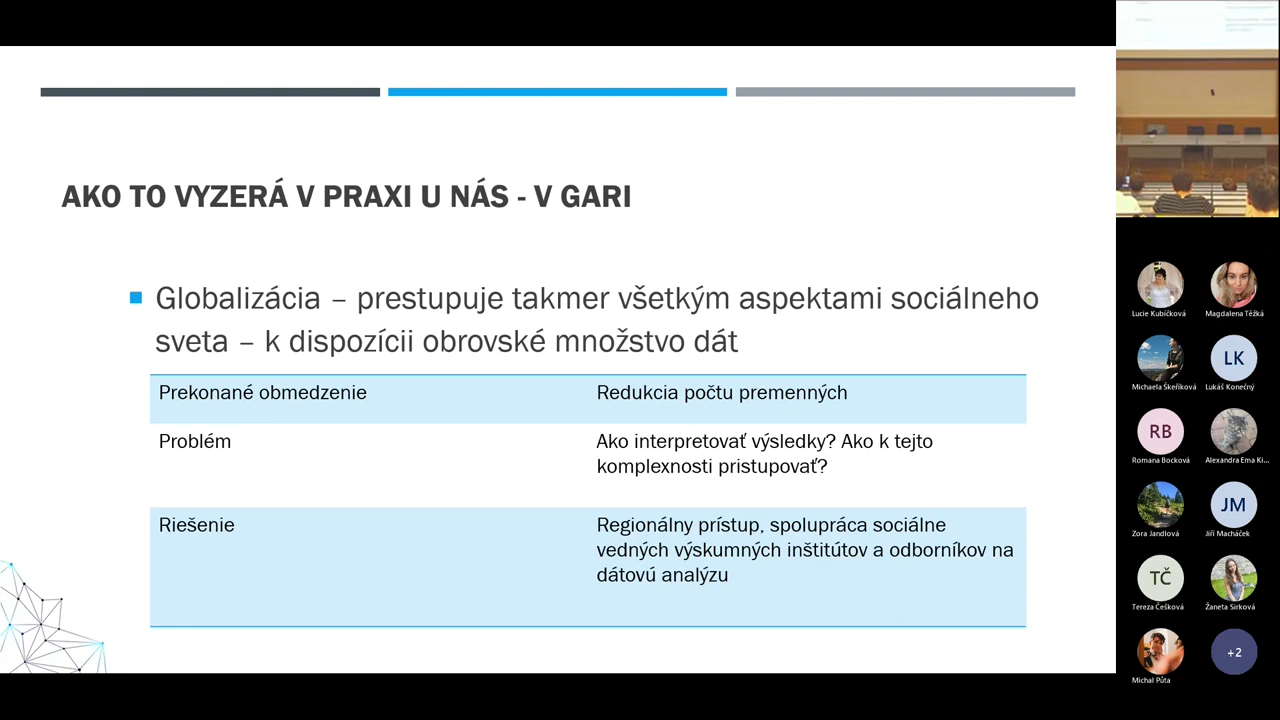 AKO TO VYZERÁ V PRAXI U NÁS - V GARI
Globalizácia – prestupuje takmer všetkým aspektami sociálneho
sveta – k dispozícii obrovské množstvo dát
Prekonané obmedzenie
Redukcia počtu premenných
Problém
Ako interpretovať výsledky? Ako k tejto
komplexnosti pristupovať?
Riešenie
Regionálny prístup, spolupráca sociálne
vedných výskumných inštitútov a odborníkov na
dátovú analýzu
Lucie Kubíčková
Magdalena Těžká
Michaela Škeříková
LK
Lukáš Konečný
RB
Romana Bocková
Alexandra Ema Ki...
Zora Jandlová
JM
Jiří Macháček
TČ
Tereza Češková
Žaneta Sirková
Michal Půta
+2